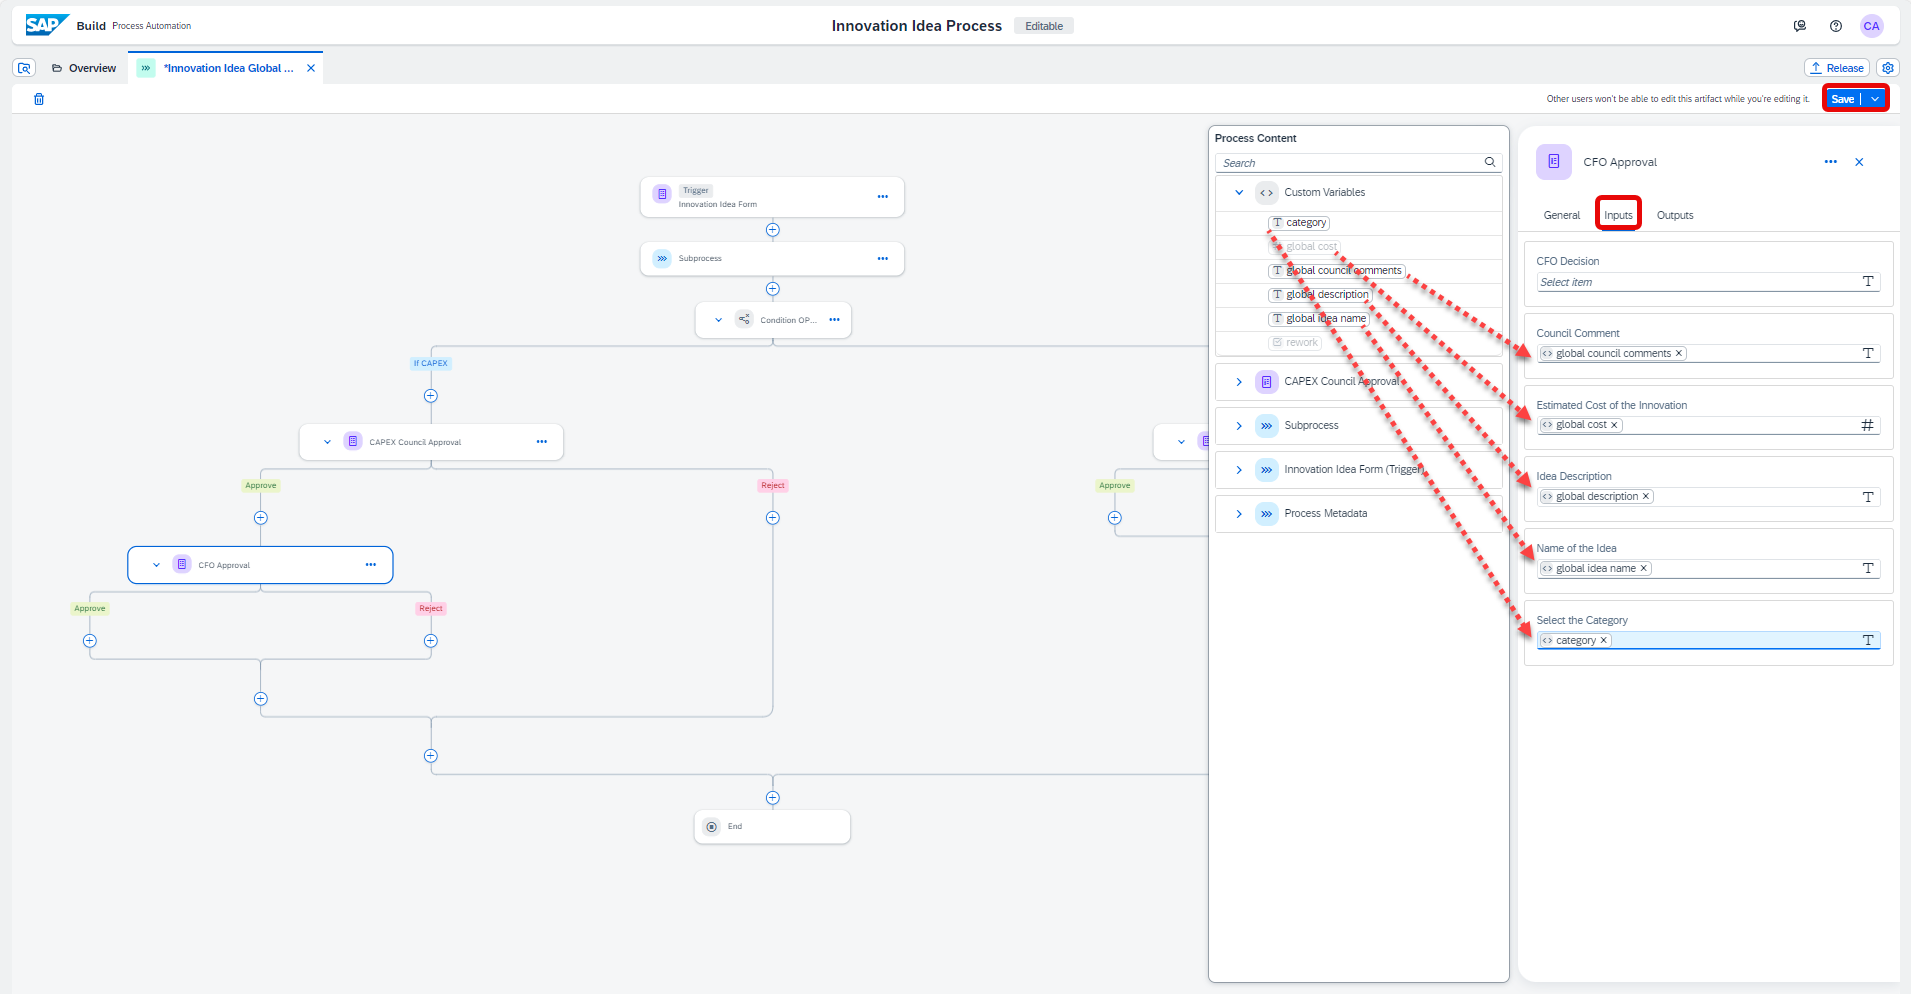 SAP Build Process Automation
Innovation Idea Process Editable
CA
Overview
*Innovation Idea Global ...
Release
Other users won't be able to edit this artifact while you're editing it.
Save
Trigger
Innovation Idea Form
Subprocess
Condition OP...
If CAPEX
CAPEX Council Approval
Approve
Reject
Approve
CFO Approval
Approve
Reject
End
Process Content
Search
Custom Variables
category
global cost
global council comments
global description
global idea name
rework
CAPEX Council Approval
Subprocess
Innovation Idea Form (Trigger)
Process Metadata
CFO Approval
General Inputs Outputs
CFO Decision
Select item
Council Comment
global council comments
Estimated Cost of the Innovation
global cost
Idea Description
global description
Name of the Idea
global idea name
Select the Category
category